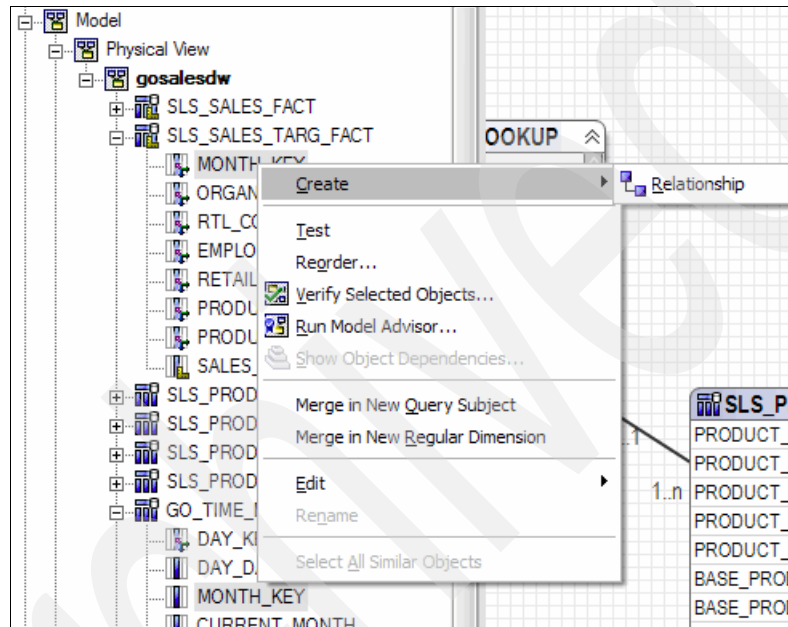 Model
Physical View
gosalesdw
SLS_SALES_FACT
SLS_SALES_TARG_FACT
MONTH_KEY
ORGAN
RTL_CO
EMPLO
RETAIL
PRODU
PRODU
SALES_
SLS_PROD
SLS_PROD
SLS_PROD
SLS_PROD
GO_TIME_
DAY_KE
DAY_DA
MONTH_KEY
CURRENT_MONTH
Create
Relationship
Test
Reorder...
Verify Selected Objects...
Run Model Advisor...
Show Object Dependencies...
Merge in New Query Subject
Merge in New Regular Dimension
Edit
Rename
Select All Similar Objects
OOKUP
..1
1..n
SLS_P
PRODUCT_
PRODUCT_
PRODUCT_
PRODUCT_
PRODUCT_
BASE_PROD
BASE_PROD